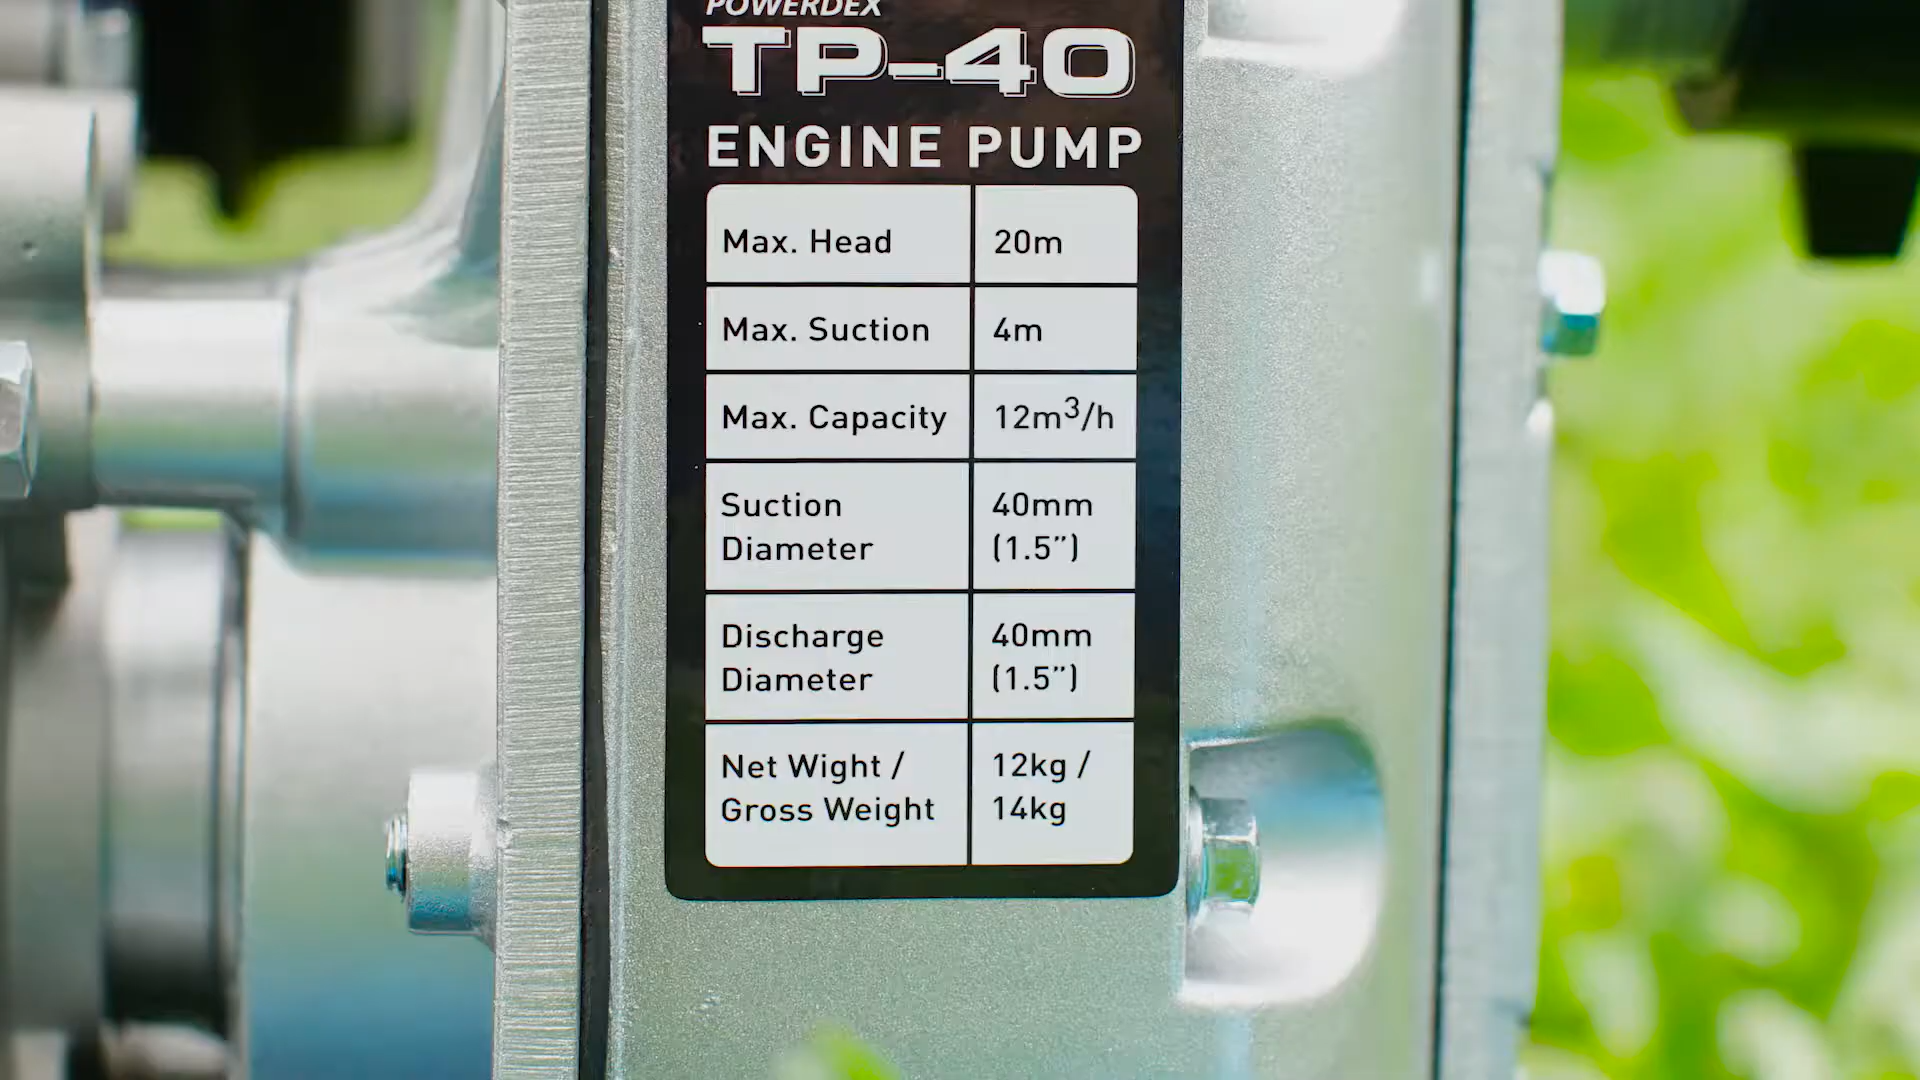 POWERDEX
TP-40
ENGINE PUMP
Max. Head 20m
Max. Suction 4m
Max. Capacity 12m³/h
Suction Diameter 40mm (1.5")
Discharge Diameter 40mm (1.5")
Net Wight / Gross Weight 12kg / 14kg